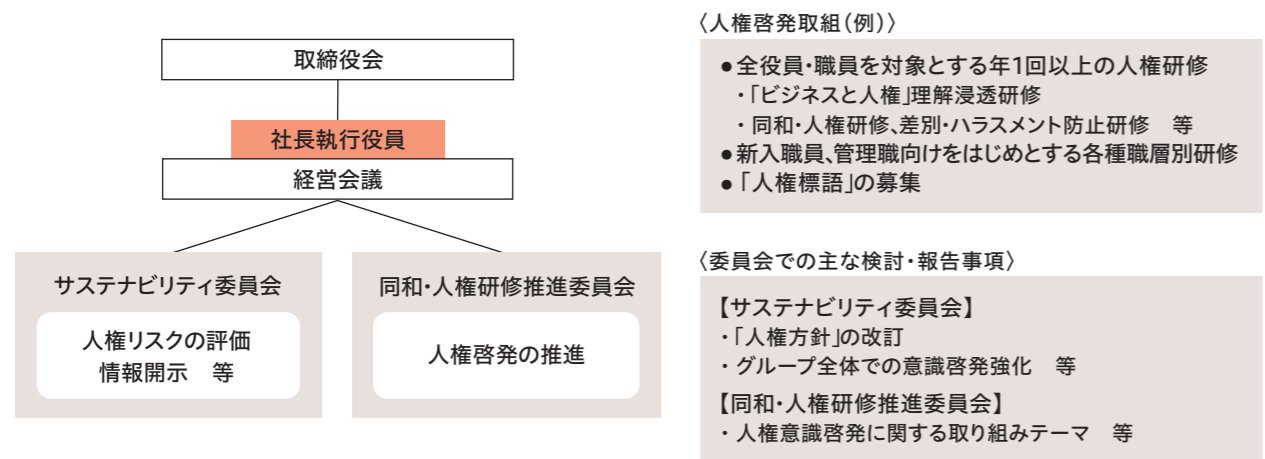 取締役会
社長執行役員
経営会議
サステナビリティ委員会
人権リスクの評価
情報開示　等
同和・人権研修推進委員会
人権啓発の推進
〈人権啓発取組(例)〉
●全役員・職員を対象とする年1回以上の人権研修
・「ビジネスと人権」理解浸透研修
・同和・人権研修、差別・ハラスメント防止研修　等
●新入職員、管理職向けをはじめとする各種職層別研修
●「人権標語」の募集
〈委員会での主な検討・報告事項〉
【サステナビリティ委員会】
・「人権方針」の改訂
・グループ全体での意識啓発強化　等
【同和・人権研修推進委員会】
・人権意識啓発に関する取り組みテーマ　等